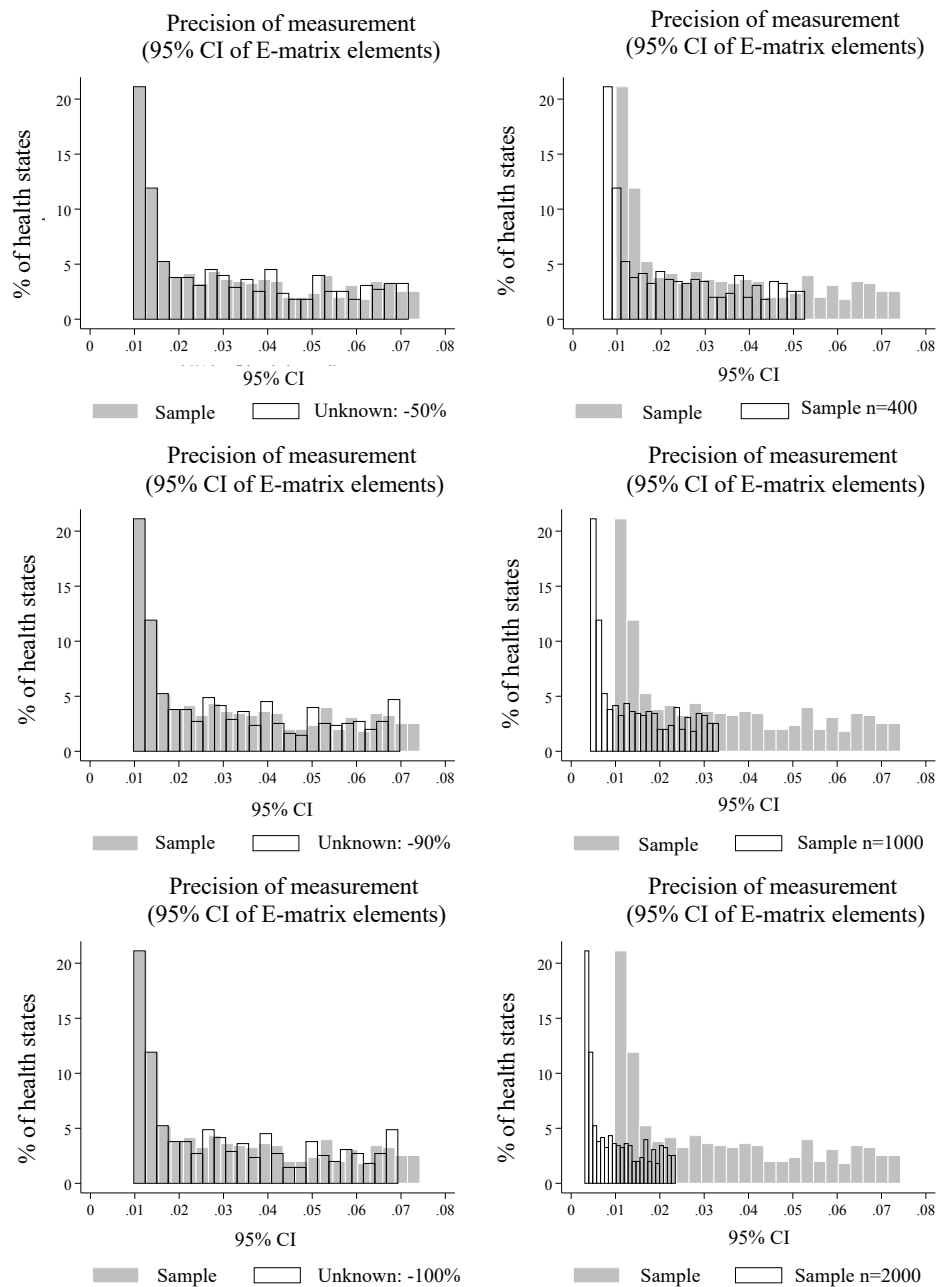 Precision of measurement
(95% CI of E-matrix elements)
% of health states
20
15
10
5
0
0 .01 .02 .03 .04 .05 .06 .07 .08
95% CI
Sample Unknown: -50%
Precision of measurement
(95% CI of E-matrix elements)
% of health states
20
15
10
5
0
0 .01 .02 .03 .04 .05 .06 .07 .08
95% CI
Sample Sample n=400
Precision of measurement
(95% CI of E-matrix elements)
% of health states
20
15
10
5
0
0 .01 .02 .03 .04 .05 .06 .07 .08
95% CI
Sample Unknown: -90%
Precision of measurement
(95% CI of E-matrix elements)
% of health states
20
15
10
5
0
0 .01 .02 .03 .04 .05 .06 .07 .08
95% CI
Sample Sample n=1000
Precision of measurement
(95% CI of E-matrix elements)
% of health states
20
15
10
5
0
0 .01 .02 .03 .04 .05 .06 .07 .08
95% CI
Sample Unknown: -100%
Precision of measurement
(95% CI of E-matrix elements)
% of health states
20
15
10
5
0
0 .01 .02 .03 .04 .05 .06 .07 .08
95% CI
Sample Sample n=2000